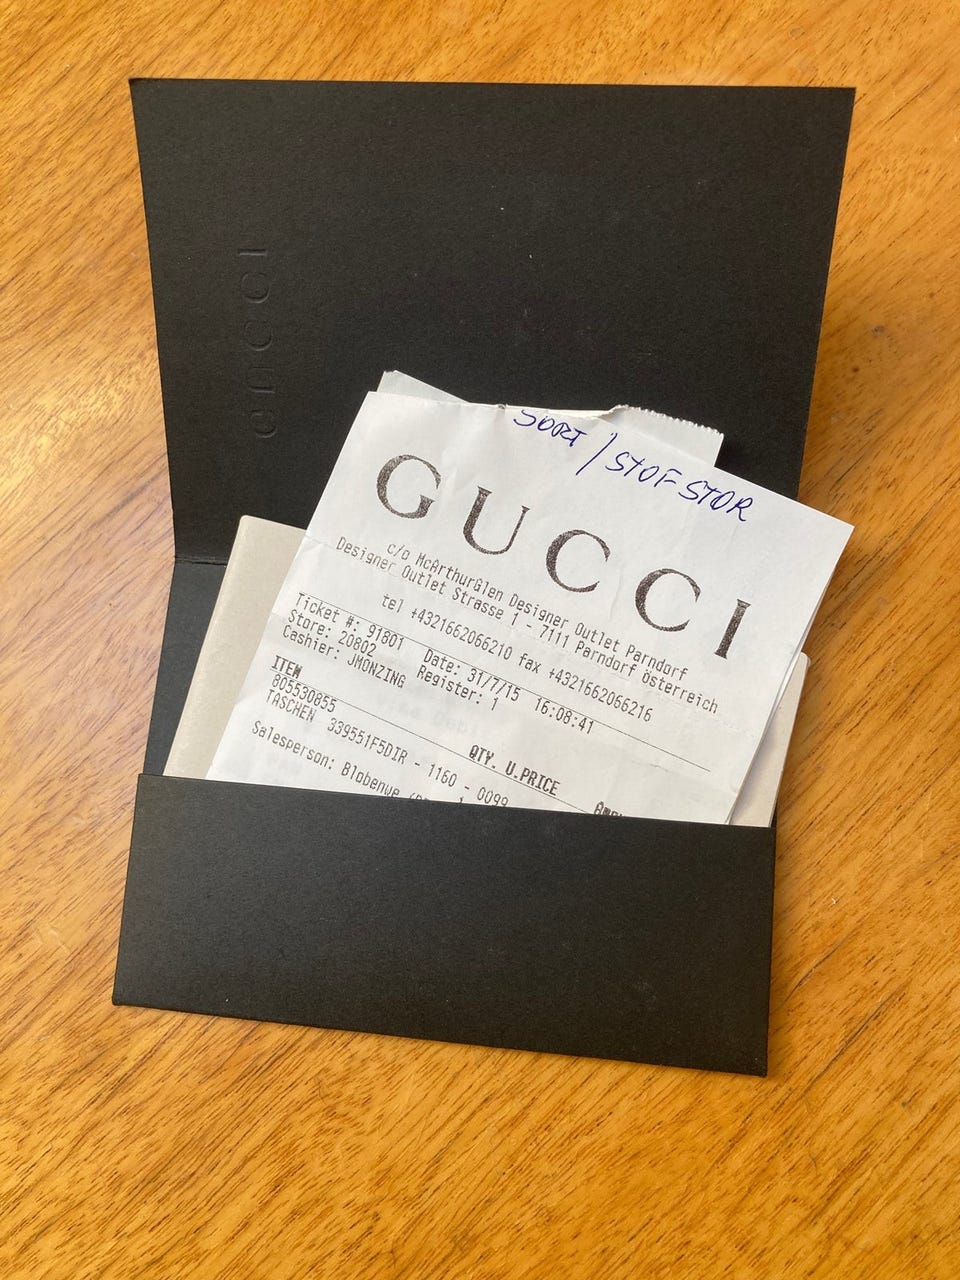 GUCCI
SORT / STOF STOR
GUCCI
c/o McArthurGlen Designer Outlet Parndorf
Designer Outlet Strasse 1 - 7111 Parndorf Österreich
tel +4321662066210 fax +4321662066216
Ticket #: 91801 Date: 31/7/15 16:08:41
Store: 20802 Register: 1
Cashier: JMONZING
ITEM QTY. U.PRICE
805530855
TASCHEN 339551F5DIR - 1160 - 0099
Salesperson: Blobenwe